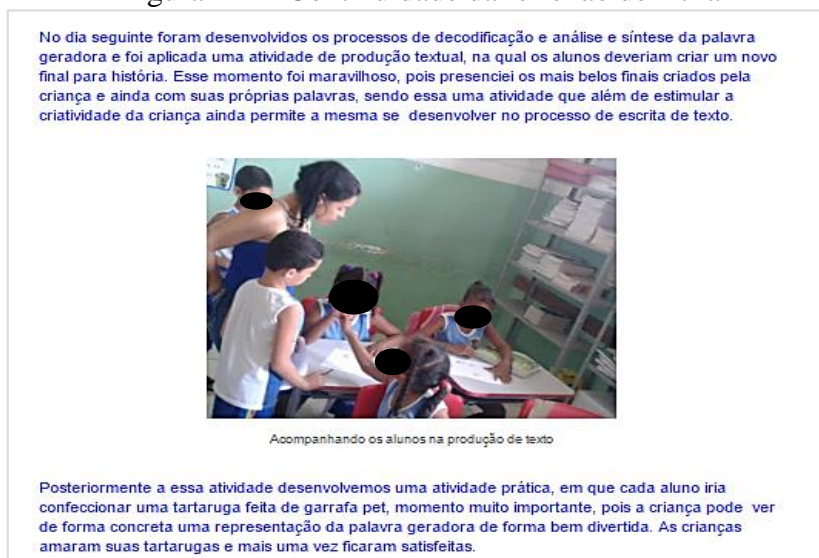 No dia seguinte foram desenvolvidos os processos de decodificação e análise e síntese da palavra
geradora e foi aplicada uma atividade de produção textual, na qual os alunos deveriam criar um novo
final para história. Esse momento foi maravilhoso, pois presenciei os mais belos finais criados pela
criança e ainda com suas próprias palavras, sendo essa uma atividade que além de estimular a
criatividade da criança ainda permite a mesma se desenvolver no processo de escrita de texto.
Acompanhando os alunos na produção de texto
Posteriormente a essa atividade desenvolvemos uma atividade prática, em que cada aluno iria
confeccionar uma tartaruga feita de garrafa pet, momento muito importante, pois a criança pode ver
de forma concreta uma representação da palavra geradora de forma bem divertida. As crianças
amaram suas tartarugas e mais uma vez ficaram satisfeitas.